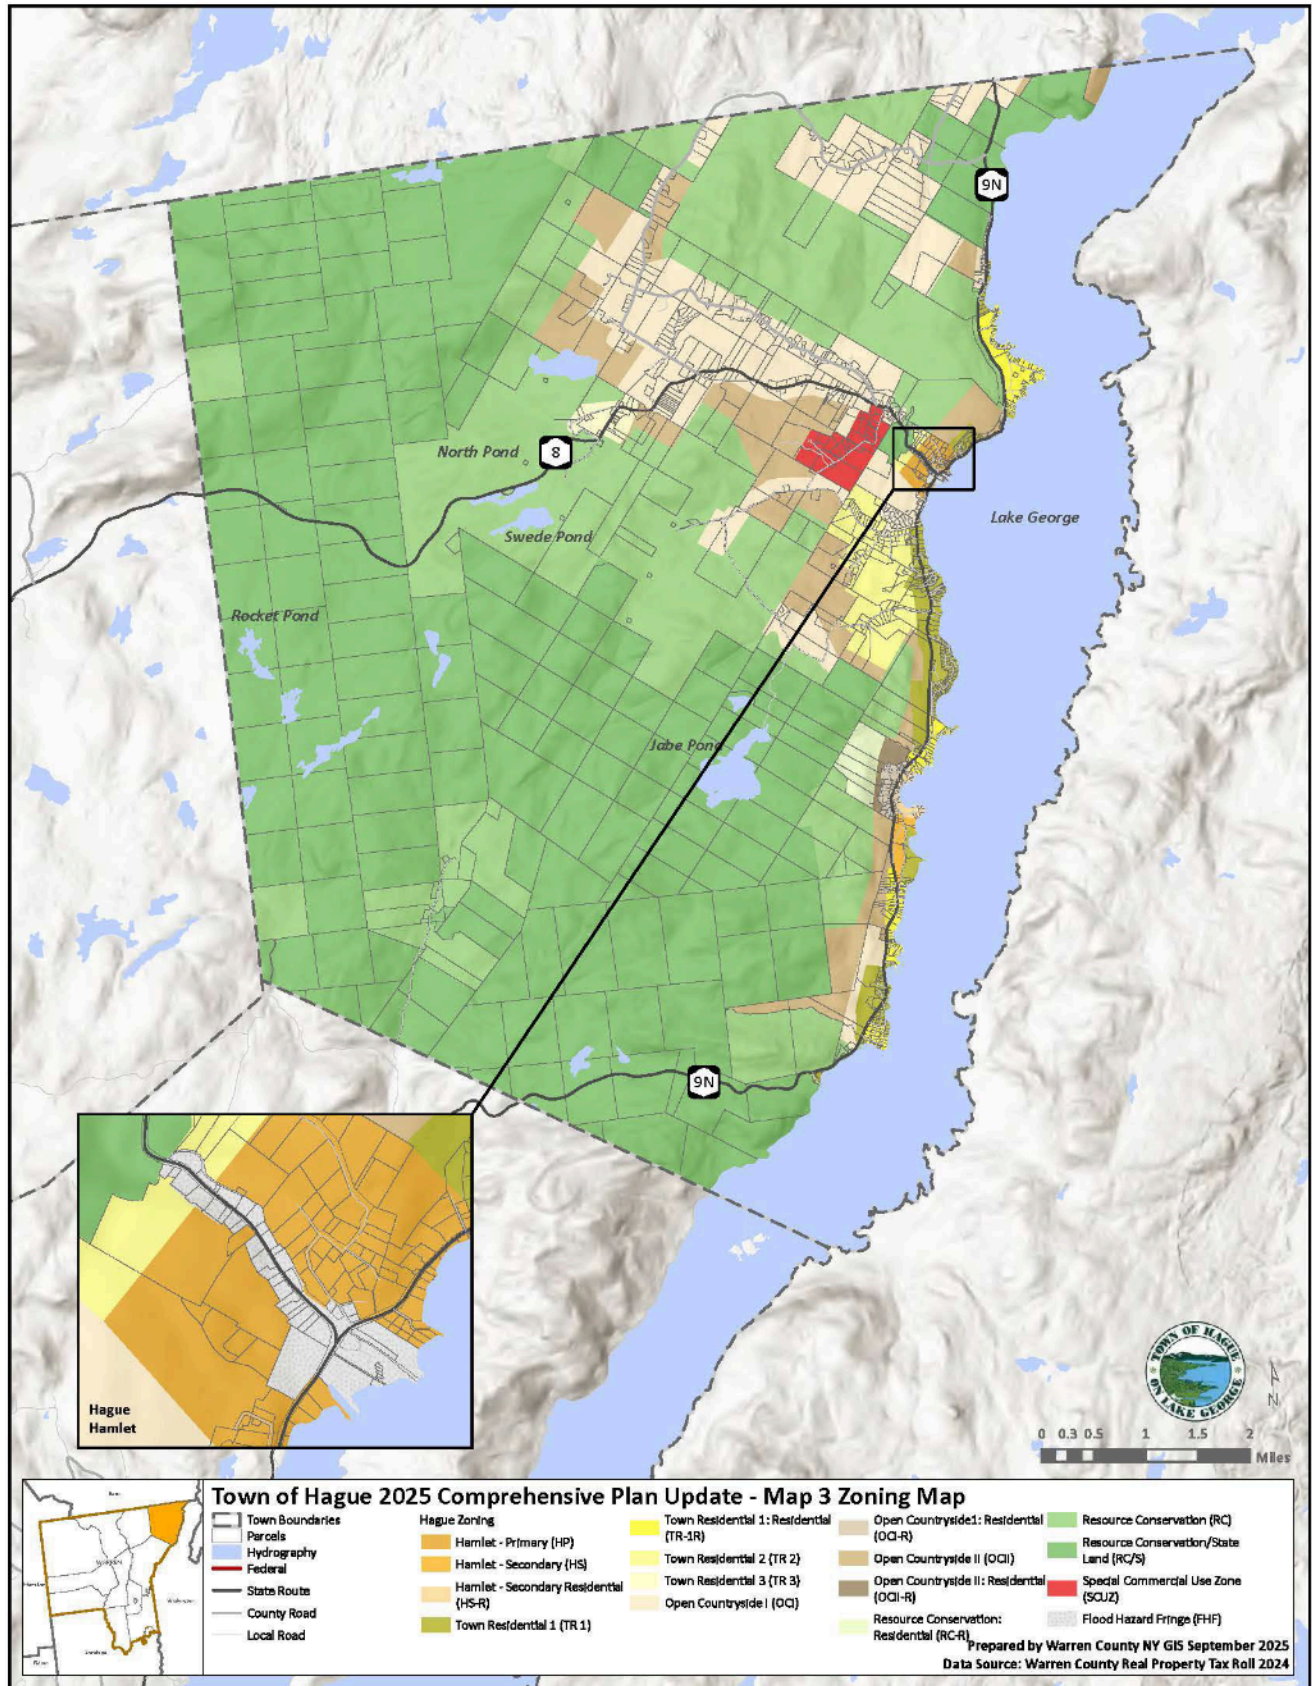 9N
North Pond
8
Lake George
Swede Pond
Rocket Pond
Jabe Pond
9N
Hague
Hamlet
TOWN OF HAGUE
ON LAKE GEORGE
N
0 0.3 0.5 1 1.5 2
Miles
Town of Hague 2025 Comprehensive Plan Update - Map 3 Zoning Map
Town Boundaries
Parcels
Hydrography
Federal
State Route
County Road
Local Road
Hague Zoning
Hamlet - Primary (HP)
Hamlet - Secondary (HS)
Hamlet - Secondary Residential
(HS-R)
Town Residential 1 (TR 1)
Town Residential 1: Residential
(TR-1R)
Town Residential 2 (TR 2)
Town Residential 3 (TR 3)
Open Countryside I (OCI)
Open Countryside1: Residential
(OCI-R)
Open Countryside II (OCII)
Open Countryside II: Residential
(OCII-R)
Resource Conservation:
Residential (RC-R)
Resource Conservation (RC)
Resource Conservation/State
Land (RC/S)
Special Commercial Use Zone
(SCUZ)
Flood Hazard Fringe (FHF)
Prepared by Warren County NY GIS September 2025
Data Source: Warren County Real Property Tax Roll 2024